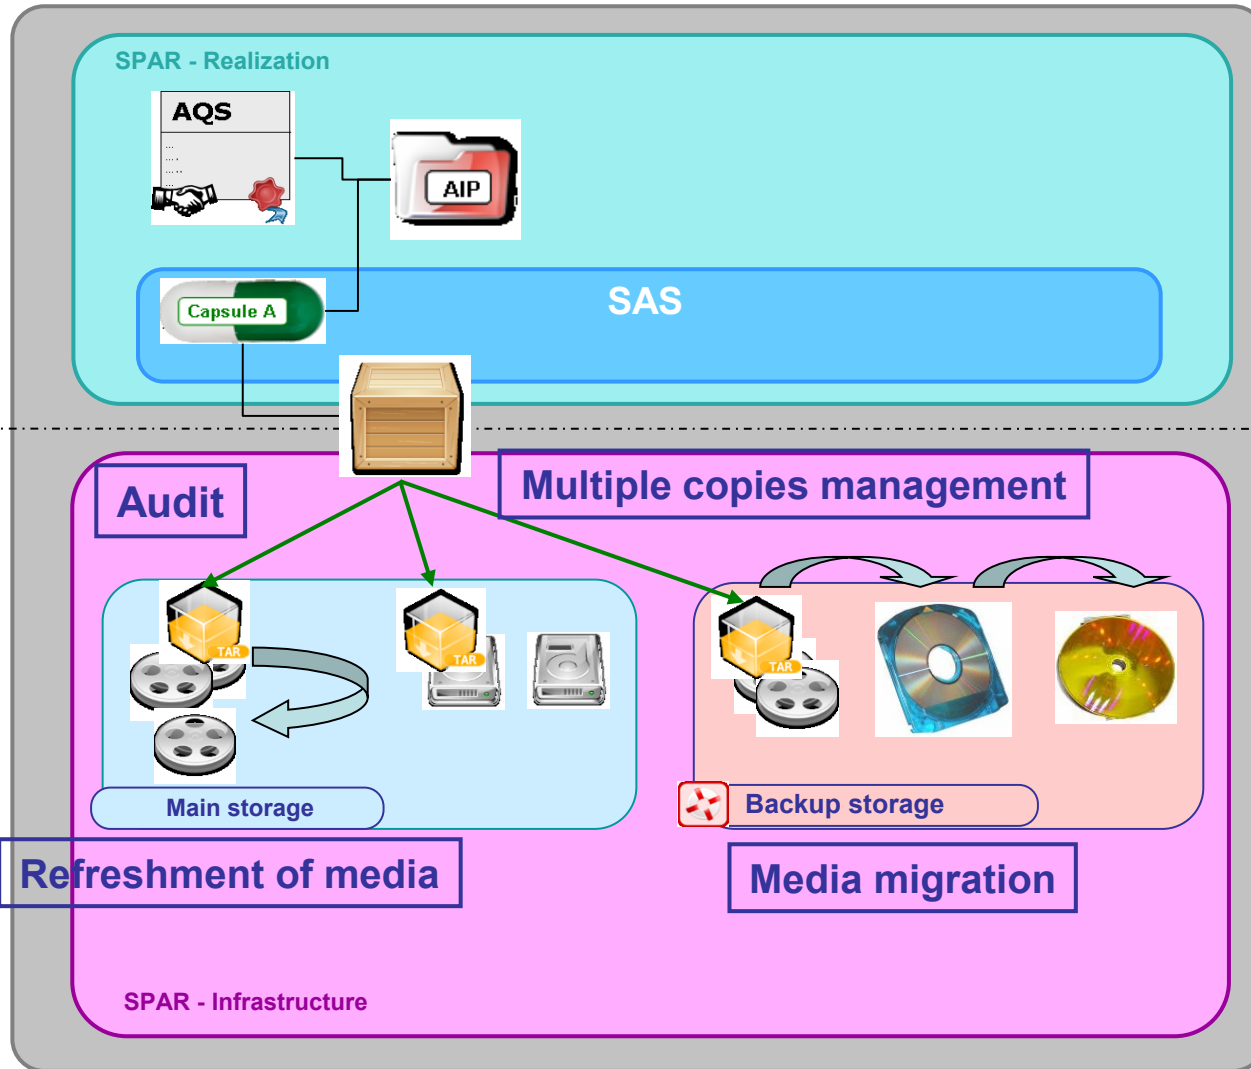 SPAR - Realization
AQS
...
... .
... ..
...
AIP
SAS
Capsule A
Multiple copies management
Audit
TAR
TAR
TAR
Main storage
Backup storage
Refreshment of media
Media migration
SPAR - Infrastructure